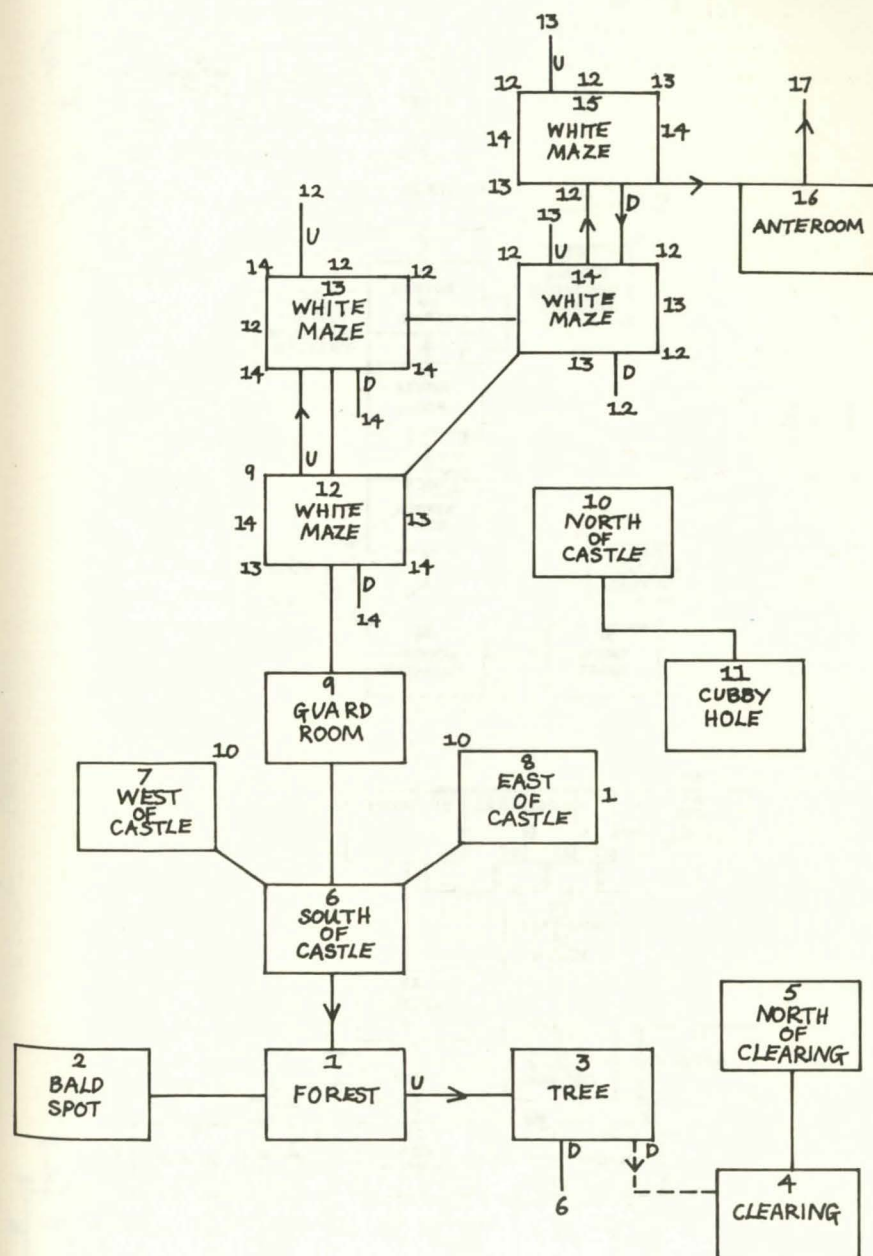 13
U
12 12 13
15
WHITE
MAZE
14 14
13 12 D
17
16
ANTEROOM
12
U
14 12 12
13
WHITE
MAZE
12
14 14
D
14
13
U
12 12
14
WHITE
MAZE
13
13 12
D
12
U
9
12
WHITE
MAZE
14 13
13 14
D
14
10
NORTH
OF
CASTLE
11
CUBBY
HOLE
9
GUARD
ROOM
10
7
WEST
OF
CASTLE
10
8
EAST
OF
CASTLE
1
6
SOUTH
OF
CASTLE
5
NORTH
OF
CLEARING
2
BALD
SPOT
1
FOREST
U
3
TREE
D D
6
4
CLEARING